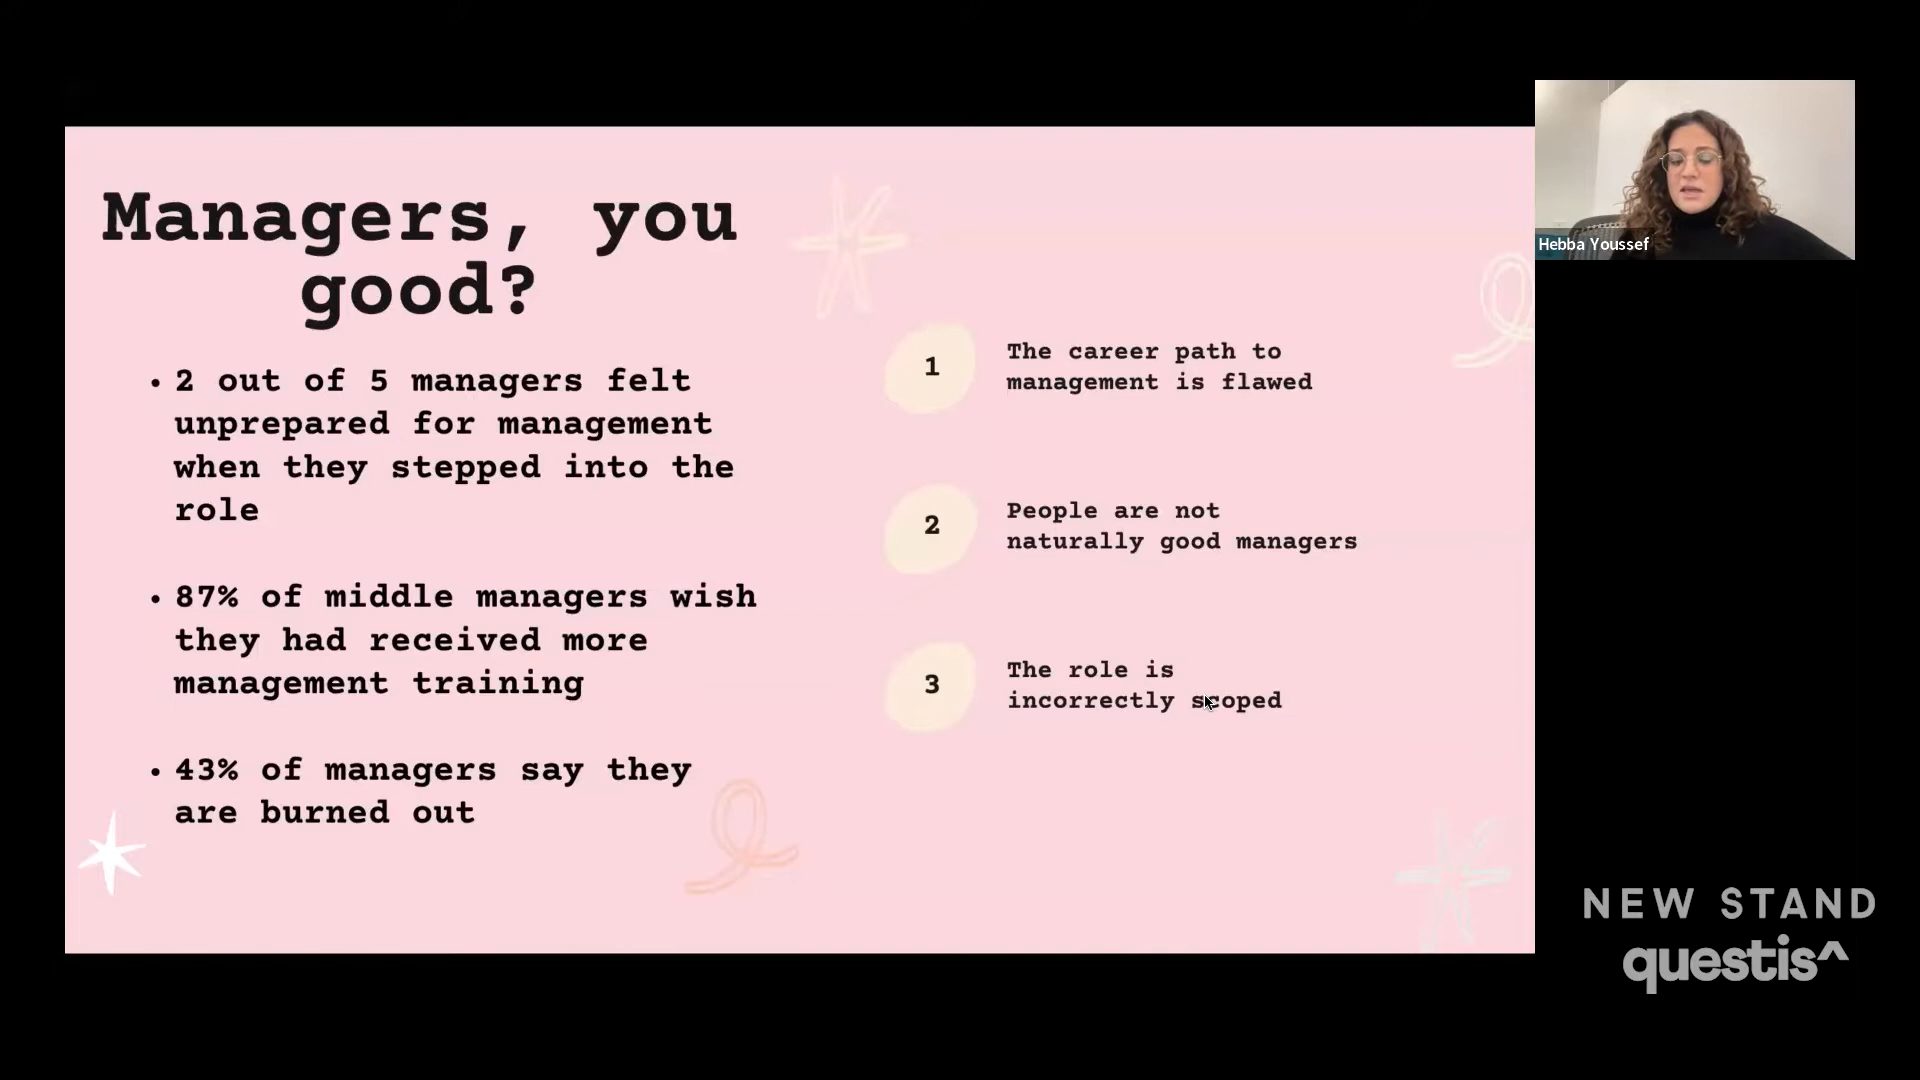 Managers, you
good?
• 2 out of 5 managers felt
unprepared for management
when they stepped into the
role
• 87% of middle managers wish
they had received more
management training
• 43% of managers say they
are burned out
1
The career path to
management is flawed
2
People are not
naturally good managers
3
The role is
incorrectly scoped
Hebba Youssef
NEW STAND
questis^